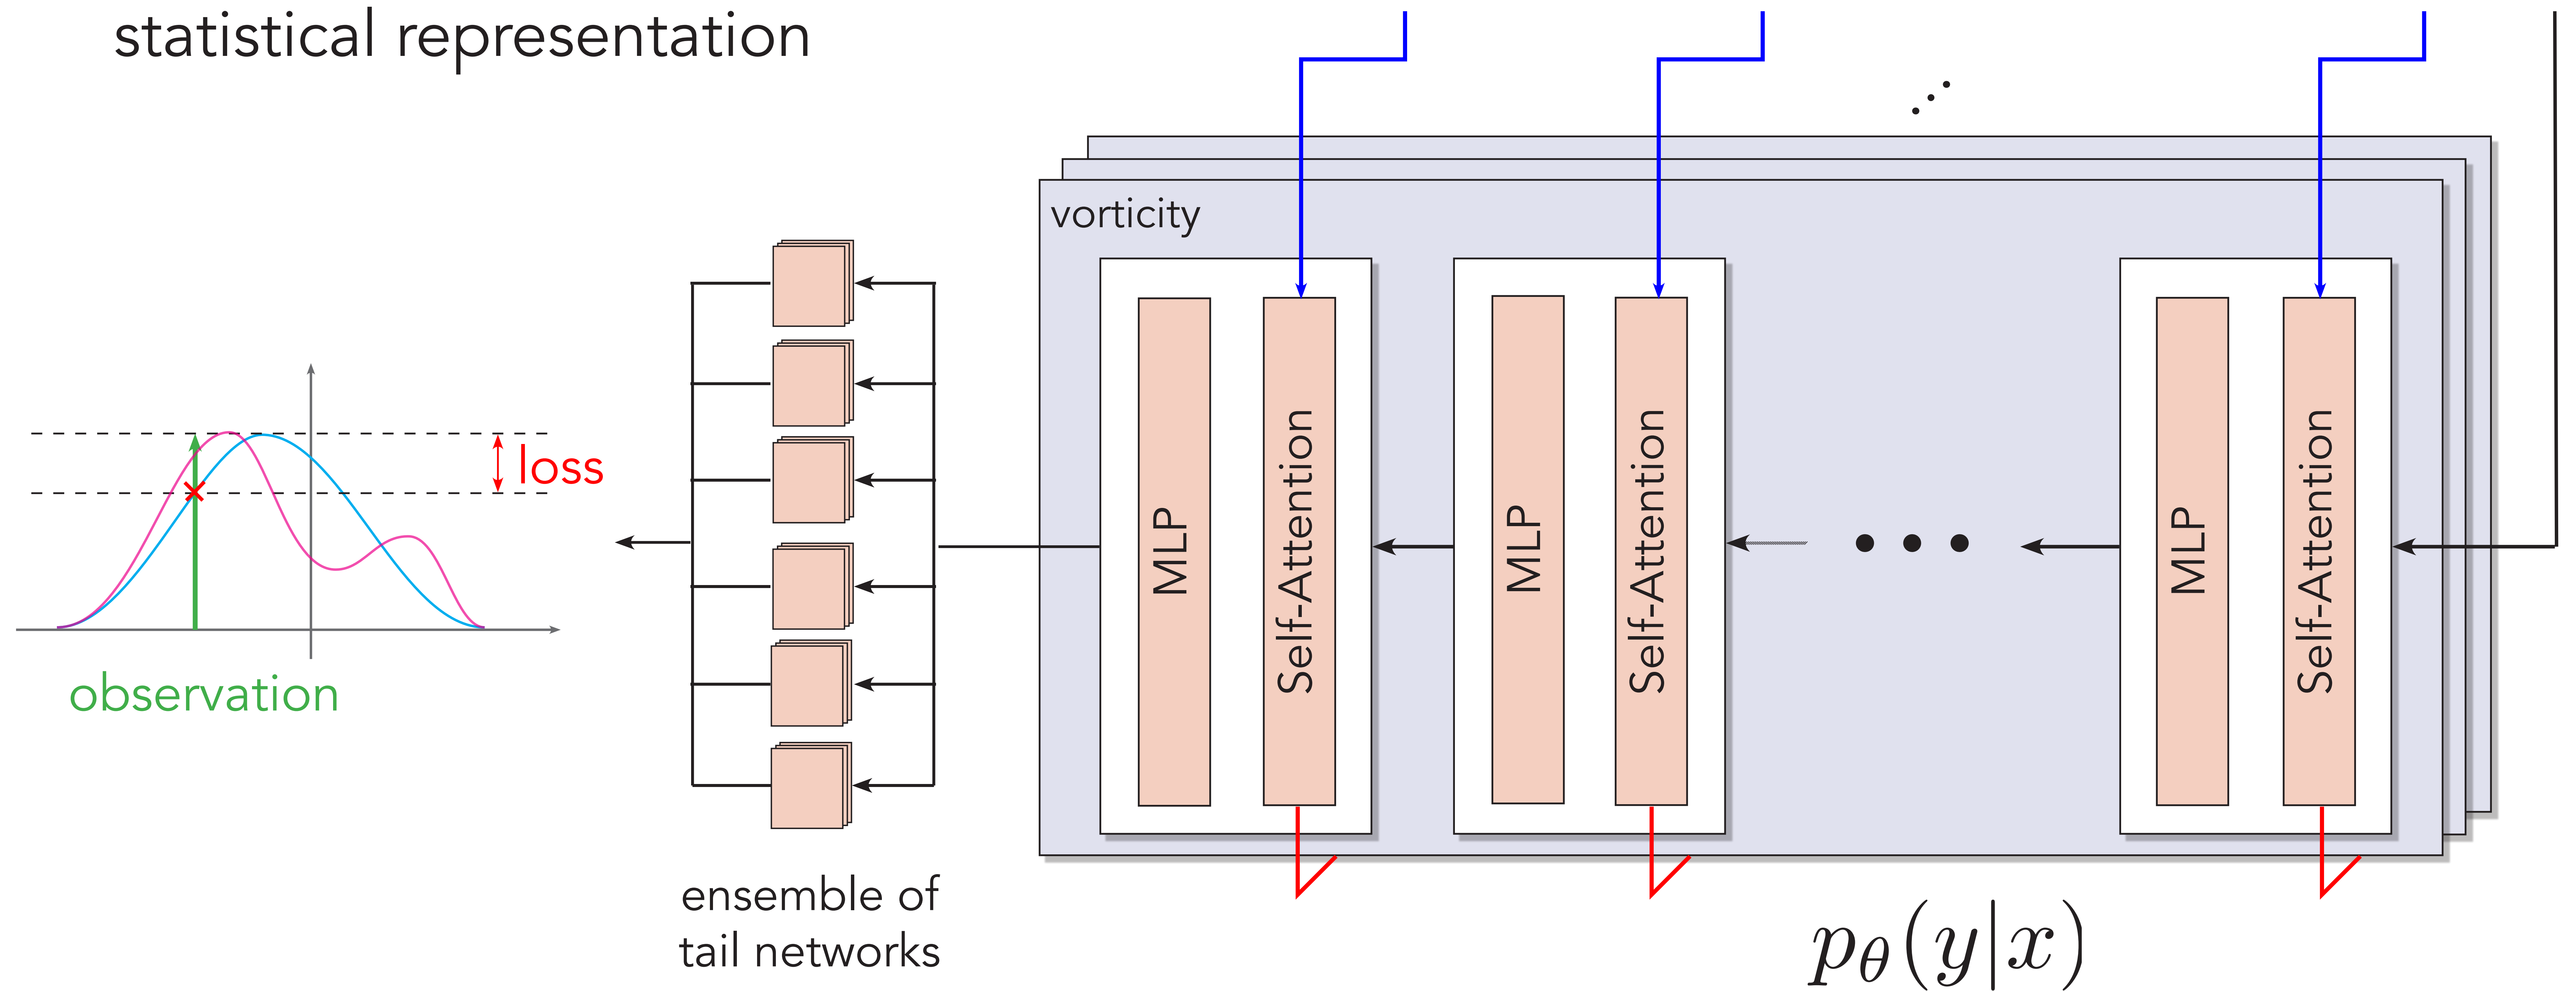 statistical representation
vorticity
MLP
Self-Attention
MLP
Self-Attention
MLP
Self-Attention
loss
observation
ensemble of
tail networks
pθ(y|x)